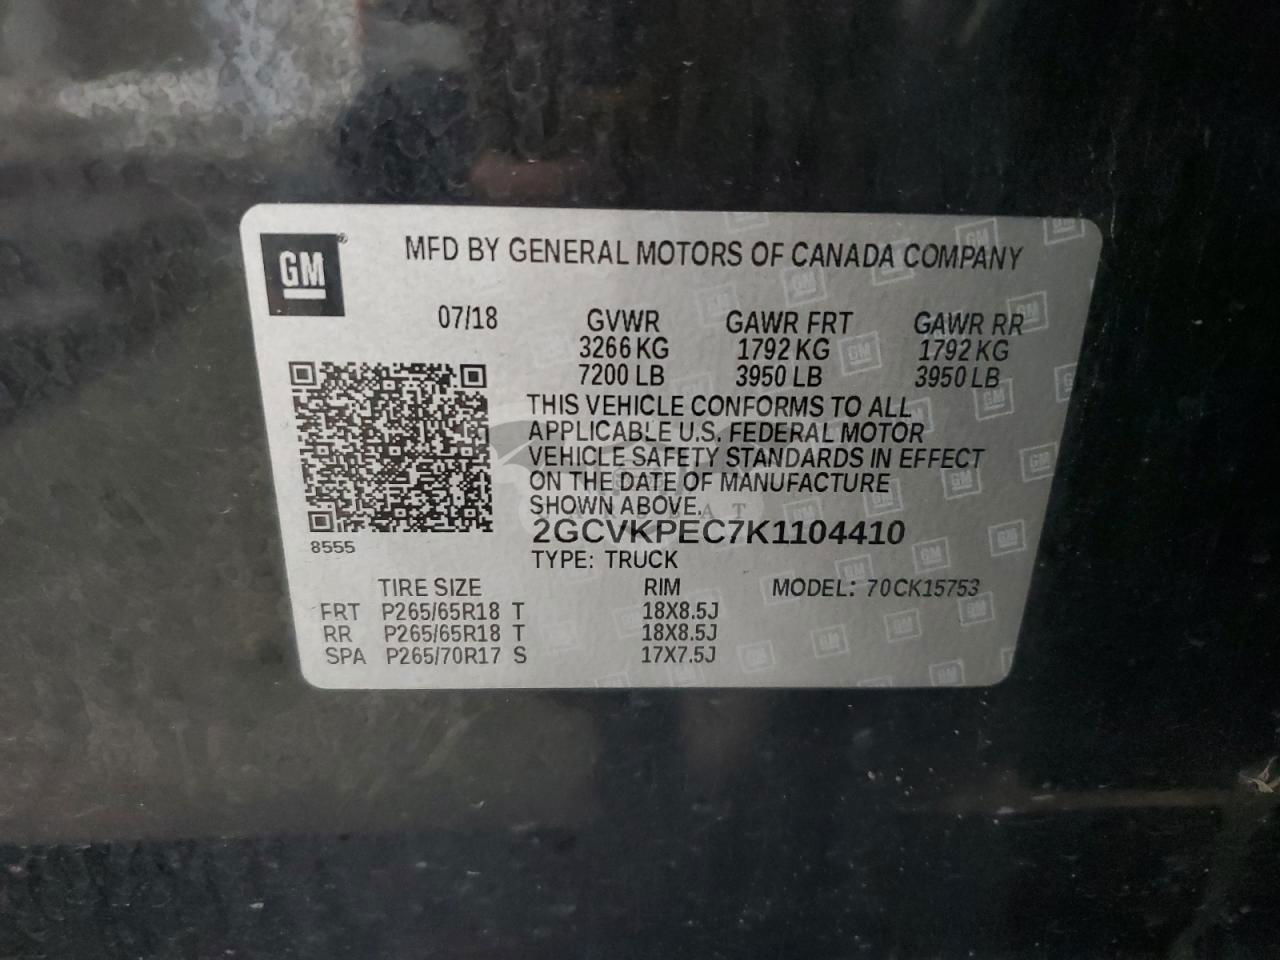 GM ® MFD BY GENERAL MOTORS OF CANADA COMPANY
07/18 GVWR GAWR FRT GAWR RR
3266 KG 1792 KG 1792 KG
7200 LB 3950 LB 3950 LB
THIS VEHICLE CONFORMS TO ALL
APPLICABLE U.S. FEDERAL MOTOR
VEHICLE SAFETY STANDARDS IN EFFECT
ON THE DATE OF MANUFACTURE
SHOWN ABOVE.
2GCVKPEC7K1104410
8555 TYPE: TRUCK
TIRE SIZE RIM MODEL: 70CK15753
FRT P265/65R18 T 18X8.5J
RR P265/65R18 T 18X8.5J
SPA P265/70R17 S 17X7.5J